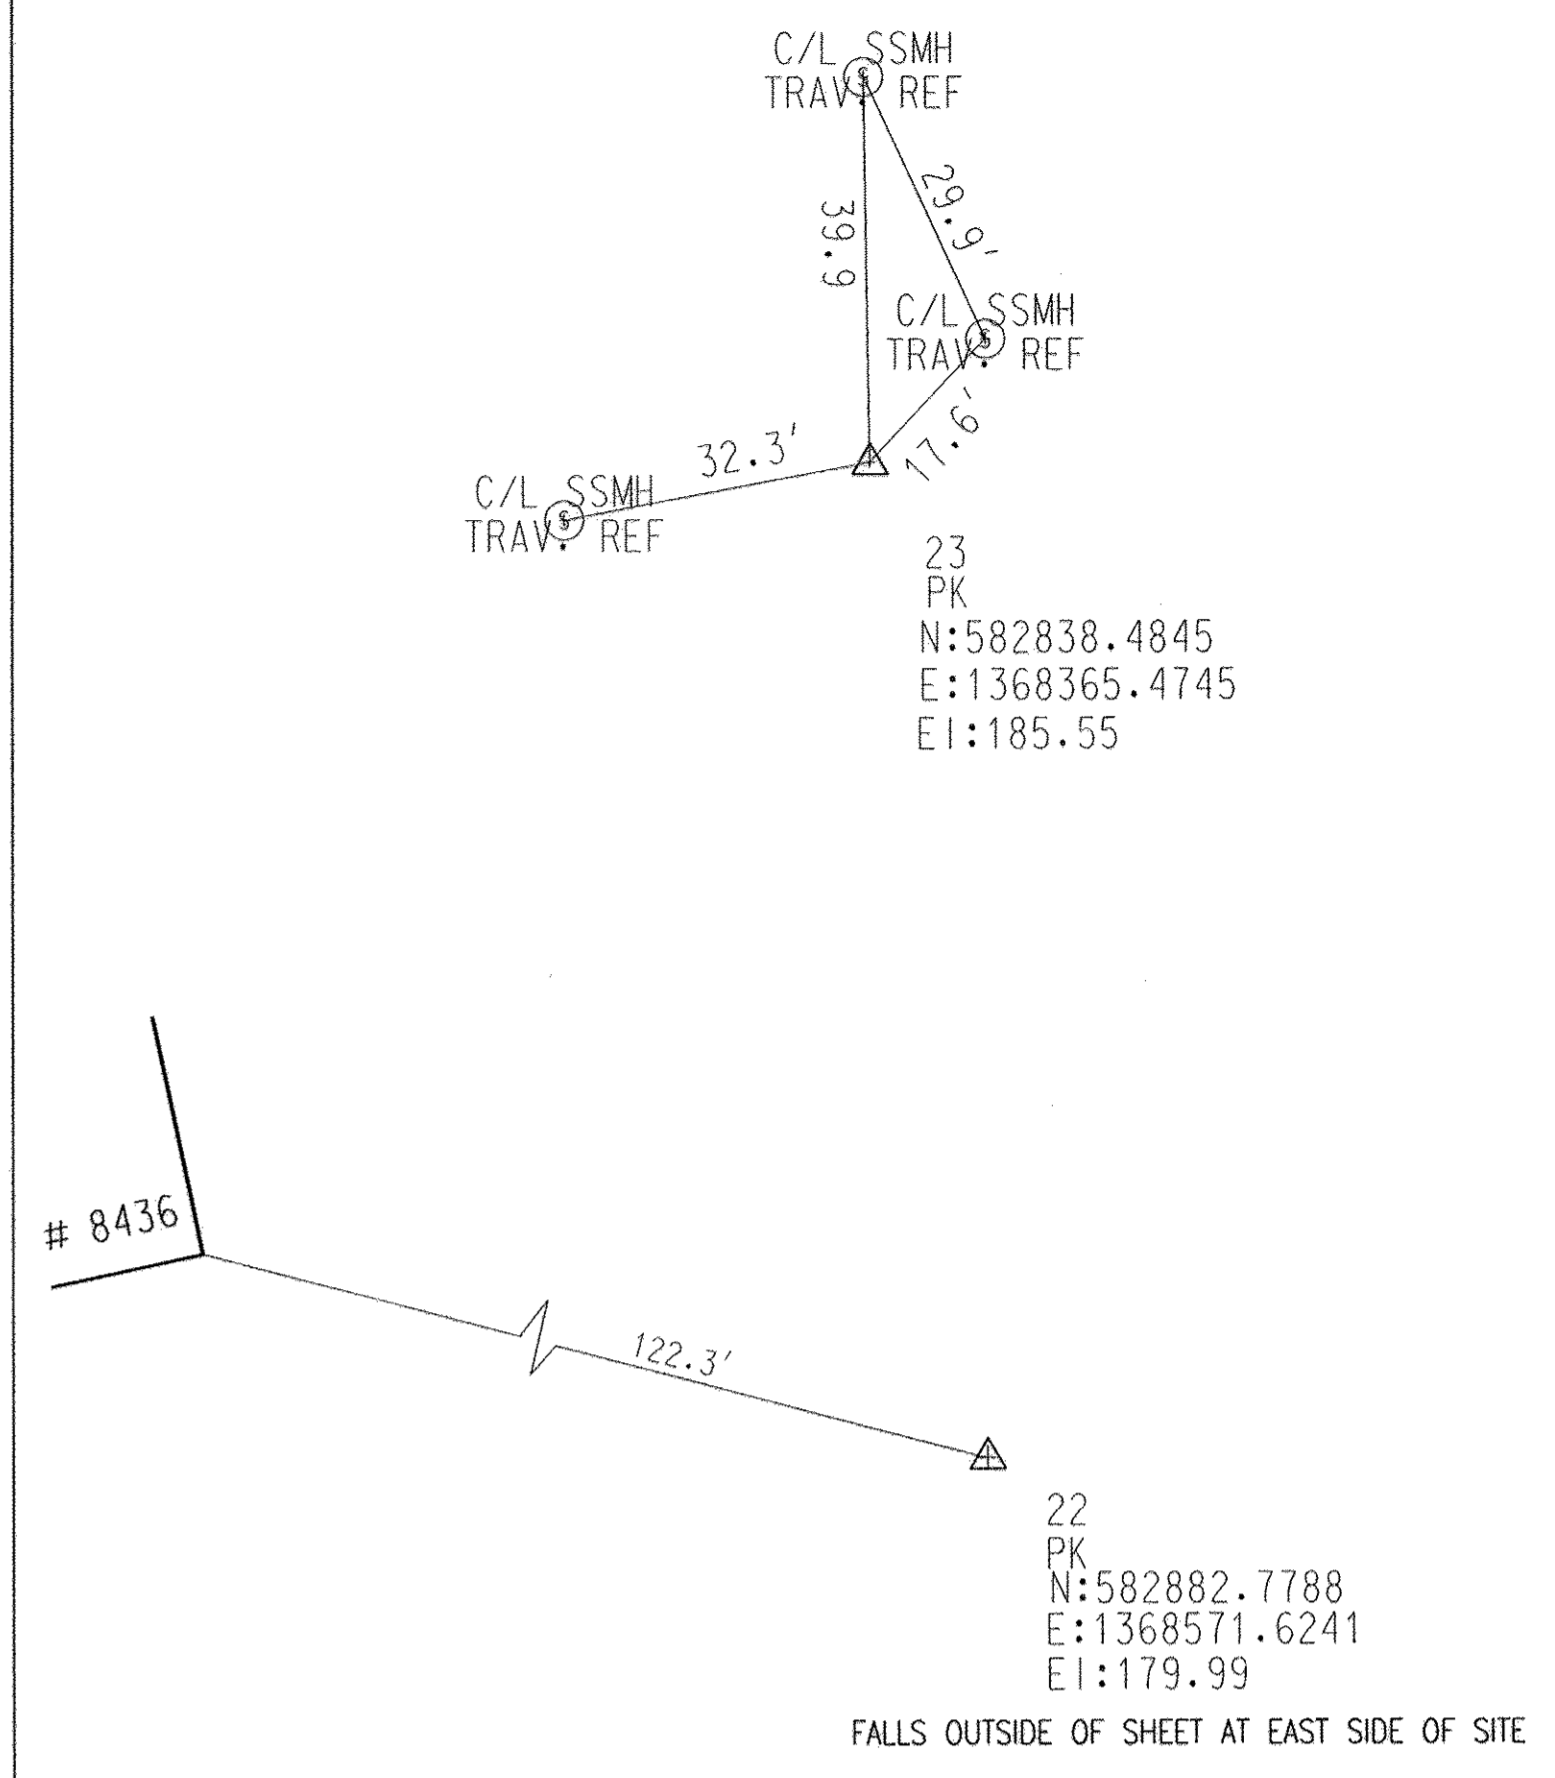 C/L SSMH
TRAV. REF
29.9'
39.9
C/L SSMH
TRAV. REF
17.6'
32.3'
C/L SSMH
TRAV. REF
23
PK
N:582838.4845
E:1368365.4745
El:185.55
# 8436
122.3'
22
PK
N:582882.7788
E:1368571.6241
El:179.99
FALLS OUTSIDE OF SHEET AT EAST SIDE OF SITE